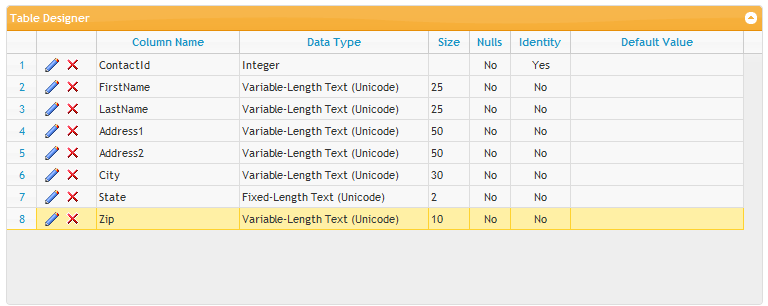 Table Designer
Column Name Data Type Size Nulls Identity Default Value
1 ContactId Integer No Yes
2 FirstName Variable-Length Text (Unicode) 25 No No
3 LastName Variable-Length Text (Unicode) 25 No No
4 Address1 Variable-Length Text (Unicode) 50 No No
5 Address2 Variable-Length Text (Unicode) 50 No No
6 City Variable-Length Text (Unicode) 30 No No
7 State Fixed-Length Text (Unicode) 2 No No
8 Zip Variable-Length Text (Unicode) 10 No No